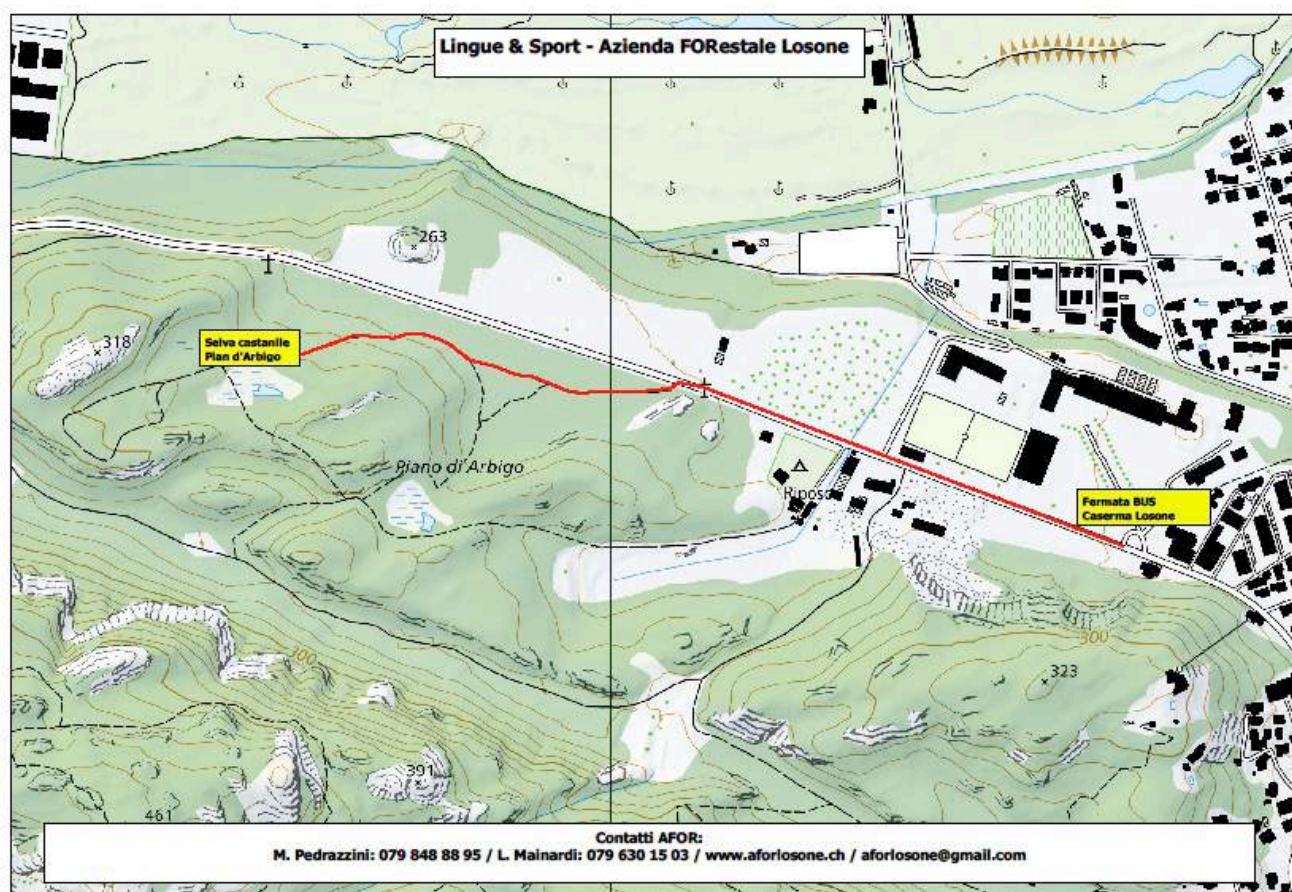 Lingue & Sport - Azienda FORestale Losone
263
318
Selva castanile
Pian d'Arbigo
Piano d'Arbigo
Riposo
Fermata BUS
Caserma Losone
300
300
323
391
461
Contatti AFOR:
M. Pedrazzini: 079 848 88 95 / L. Mainardi: 079 630 15 03 / www.aforlosone.ch / aforlosone@gmail.com